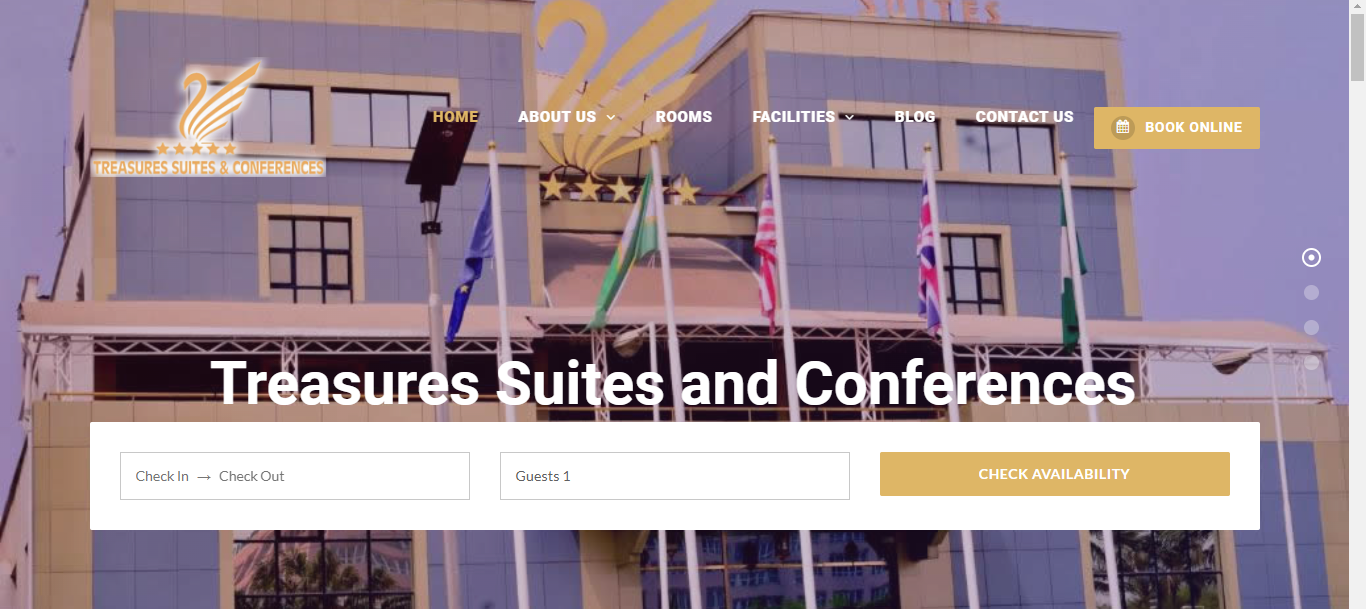 SUITES
TREASURES SUITES & CONFERENCES
HOME ABOUT US ROOMS FACILITIES BLOG CONTACT US BOOK ONLINE
Treasures Suites and Conferences
Check In → Check Out
Guests 1
CHECK AVAILABILITY